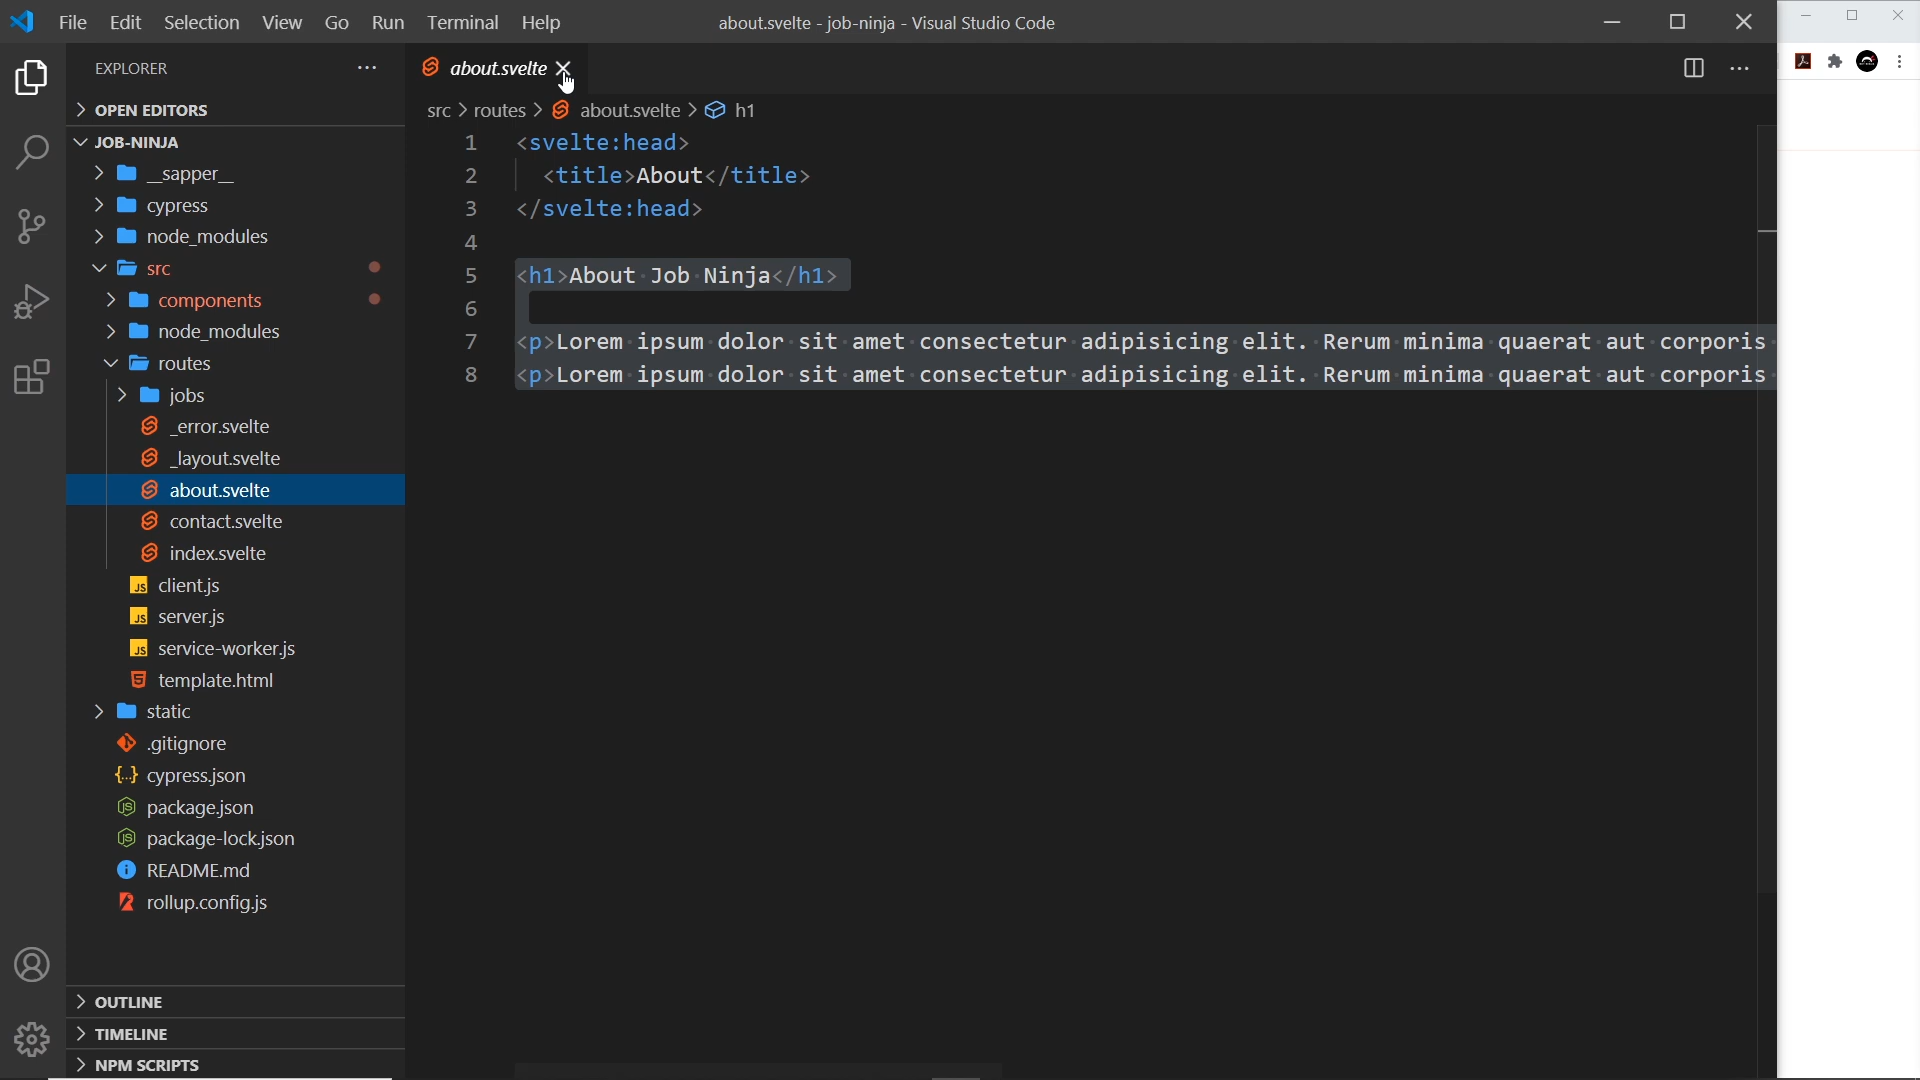 File Edit Selection View Go Run Terminal Help
about.svelte - job-ninja - Visual Studio Code
EXPLORER
OPEN EDITORS
JOB-NINJA
__sapper__
cypress
node_modules
src
components
node_modules
routes
jobs
_error.svelte
_layout.svelte
about.svelte
contact.svelte
index.svelte
client.js
server.js
service-worker.js
template.html
static
.gitignore
cypress.json
package.json
package-lock.json
README.md
rollup.config.js
OUTLINE
TIMELINE
NPM SCRIPTS
about.svelte
src > routes > about.svelte > h1
1 <svelte:head>
2 <title>About</title>
3 </svelte:head>
4
5 <h1>About Job Ninja</h1>
6
7 <p>Lorem ipsum dolor sit amet consectetur adipisicing elit. Rerum minima quaerat aut corporis
8 <p>Lorem ipsum dolor sit amet consectetur adipisicing elit. Rerum minima quaerat aut corporis